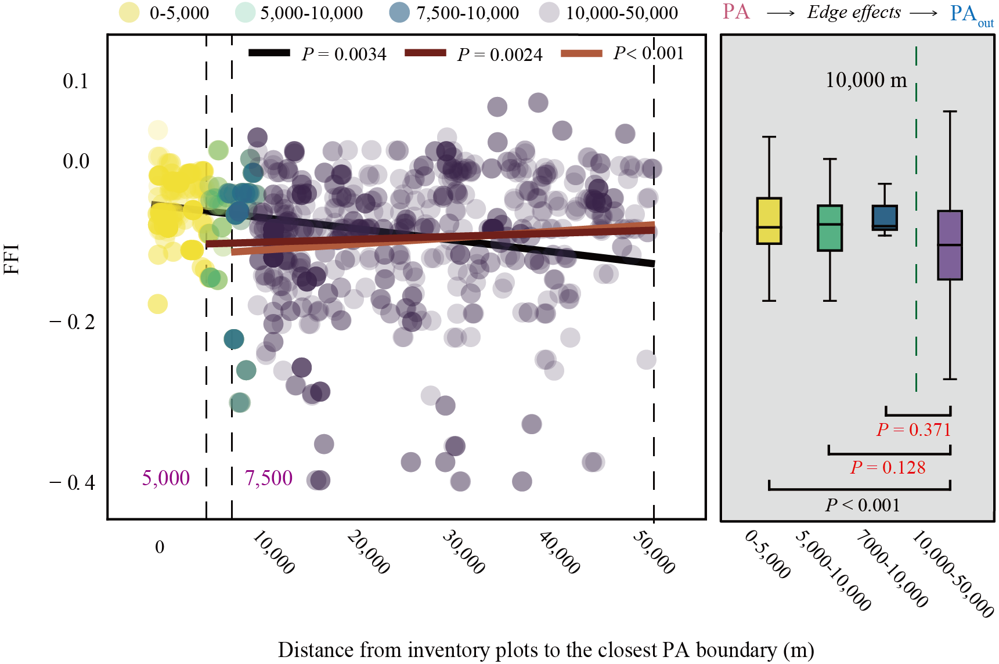 0-5,000 5,000-10,000 7,500-10,000 10,000-50,000
PA → Edge effects → PAout
P = 0.0034 P = 0.0024 P< 0.001
0.1
0.0
− 0.2
− 0.4
FFI
5,000 7,500
0 10,000 20,000 30,000 40,000 50,000
10,000 m
P = 0.371
P = 0.128
P < 0.001
0-5,000 5,000-10,000 7000-10,000 10,000-50,000
Distance from inventory plots to the closest PA boundary (m)